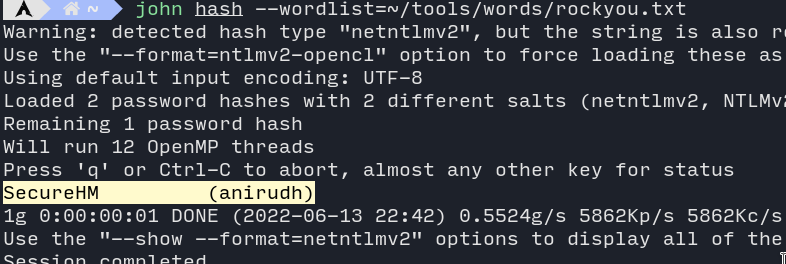 ~ john hash --wordlist=~/tools/words/rockyou.txt
Warning: detected hash type "netntlmv2", but the string is also
Use the "--format=ntlmv2-opencl" option to force loading these as
Using default input encoding: UTF-8
Loaded 2 password hashes with 2 different salts (netntlmv2,
Remaining 1 password hash
Will run 12 OpenMP threads
Press 'q' or Ctrl-C to abort, almost any other key for status
SecureHM (anirudh)
1g 0:00:00:01 DONE (2022-06-13 22:42) 0.5524g/s 5862Kp/s 5862Kc/s
Use the "--show --format=netntlmv2" options to display all of the
Session completed